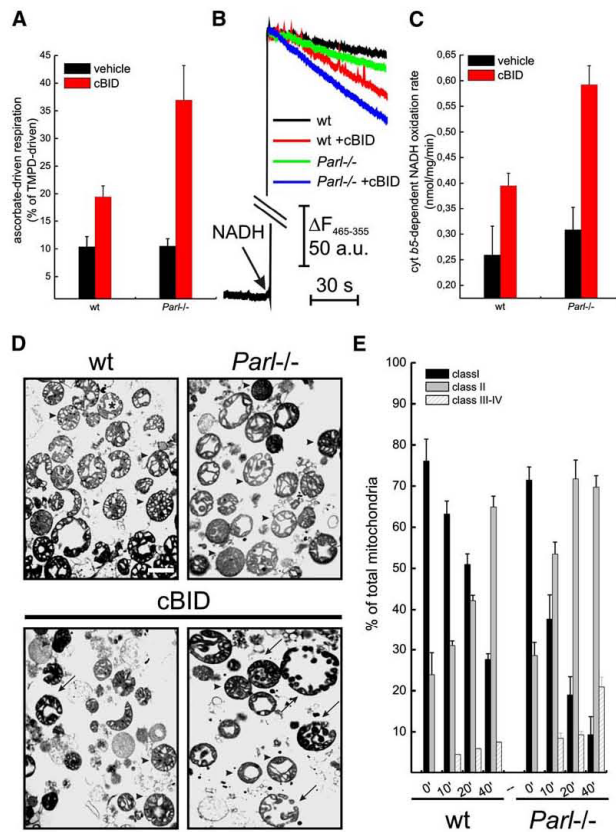 A
ascorbate-driven respiration
(% of TMPD-driven)
45
40
35
30
25
20
15
10
5
vehicle
cBID
wt
Parl-/-
B
wt
wt +cBID
Parl-/-
Parl-/- +cBID
NADH
ΔF465-355
50 a.u.
30 s
C
cyt b5-dependent NADH oxidation rate
(nmol/mg/min)
0,65
0,60
0,55
0,50
0,45
0,40
0,35
0,30
0,25
0,20
vehicle
cBID
wt
Parl-/-
D
wt
Parl-/-
*
cBID
E
% of total mitochondria
100
90
80
70
60
50
40
30
20
10
classI
class II
class III-IV
0' 10' 20' 40' – 0' 10' 20' 40'
wt
Parl-/-